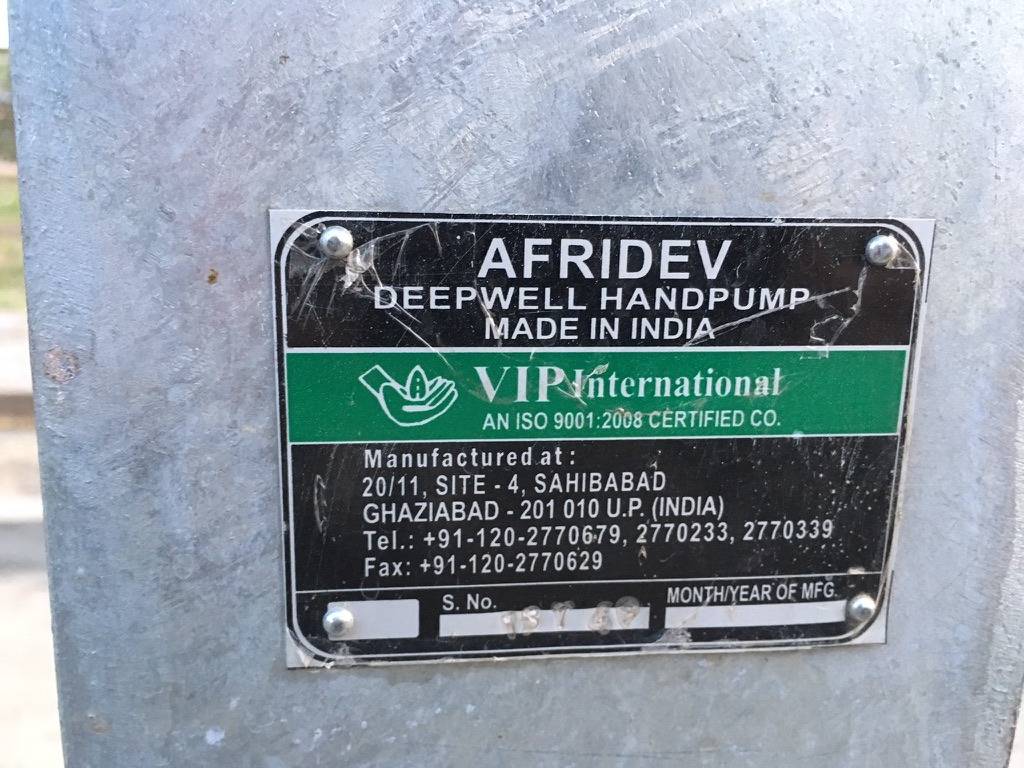 AFRIDEV
DEEPWELL HANDPUMP
MADE IN INDIA
VIP International
AN ISO 9001:2008 CERTIFIED CO.
Manufactured at :
20/11, SITE - 4, SAHIBABAD
GHAZIABAD - 201 010 U.P. (INDIA)
Tel.: +91-120-2770679, 2770233, 2770339
Fax: +91-120-2770629
S. No.
MONTH/YEAR OF MFG.